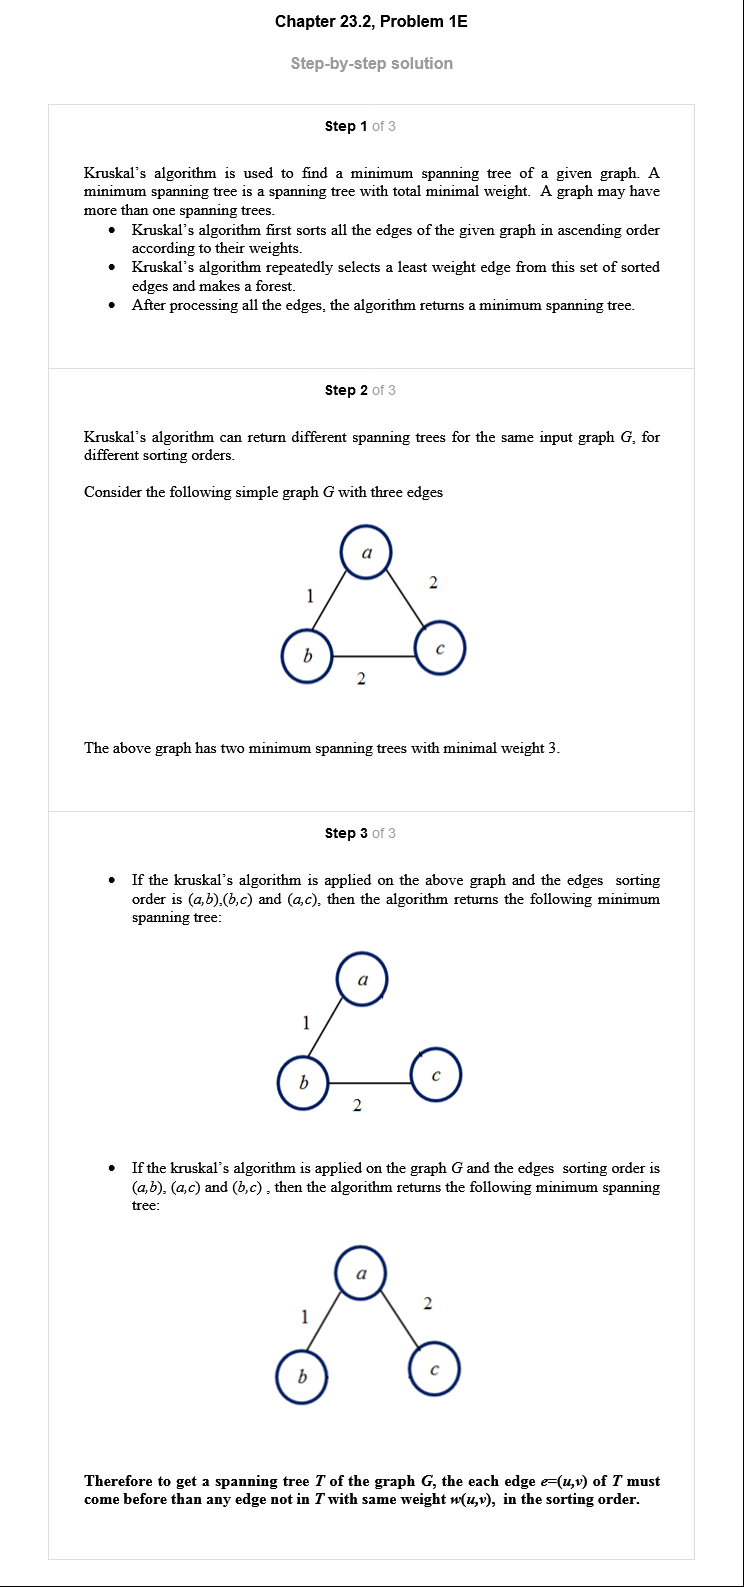 Chapter 23.2, Problem 1E
Step-by-step solution
Step 1 of 3
Kruskal's algorithm is used to find a minimum spanning tree of a given graph. A
minimum spanning tree is a spanning tree with total minimal weight. A graph may have
more than one spanning trees.
• Kruskal's algorithm first sorts all the edges of the given graph in ascending order
according to their weights.
• Kruskal's algorithm repeatedly selects a least weight edge from this set of sorted
edges and makes a forest.
• After processing all the edges, the algorithm returns a minimum spanning tree.
Step 2 of 3
Kruskal's algorithm can return different spanning trees for the same input graph G, for
different sorting orders.
Consider the following simple graph G with three edges
a
1
2
b
c
2
The above graph has two minimum spanning trees with minimal weight 3.
Step 3 of 3
• If the kruskal's algorithm is applied on the above graph and the edges sorting
order is (a,b),(b,c) and (a,c), then the algorithm returns the following minimum
spanning tree:
a
1
b
c
2
• If the kruskal's algorithm is applied on the graph G and the edges sorting order is
(a,b), (a,c) and (b,c) , then the algorithm returns the following minimum spanning
tree:
a
1
2
b
c
Therefore to get a spanning tree T of the graph G, the each edge e=(u,v) of T must
come before than any edge not in T with same weight w(u,v), in the sorting order.